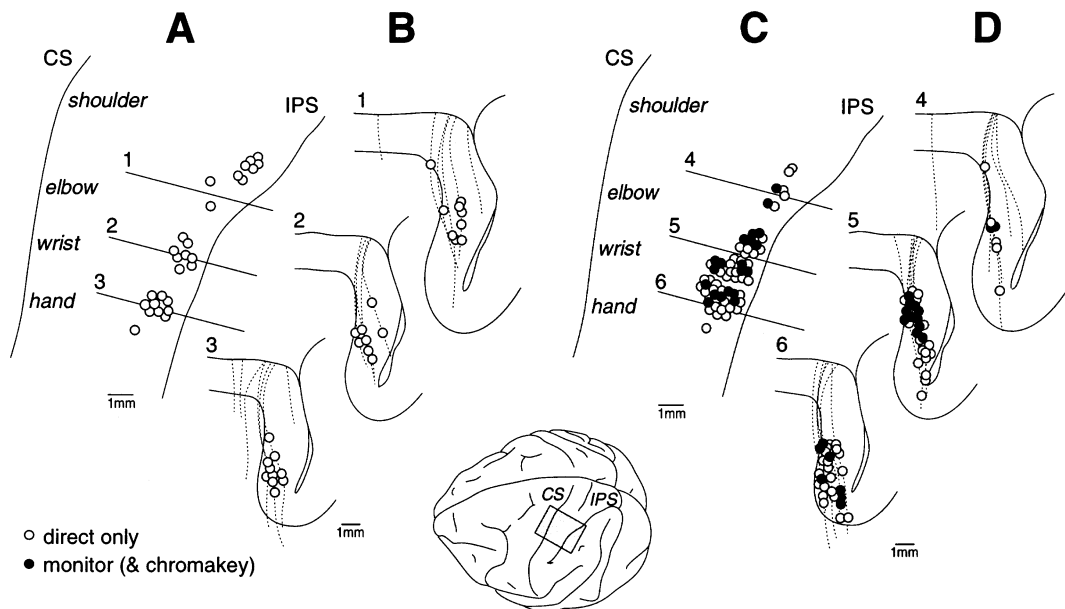 A
B
CS
shoulder
IPS
1
1
elbow
2
2
wrist
3
hand
3
1mm
1mm
C
D
shoulder
IPS
4
4
elbow
5
5
wrist
6
hand
6
1mm
1mm
CS
IPS
direct only
monitor (& chromakey)